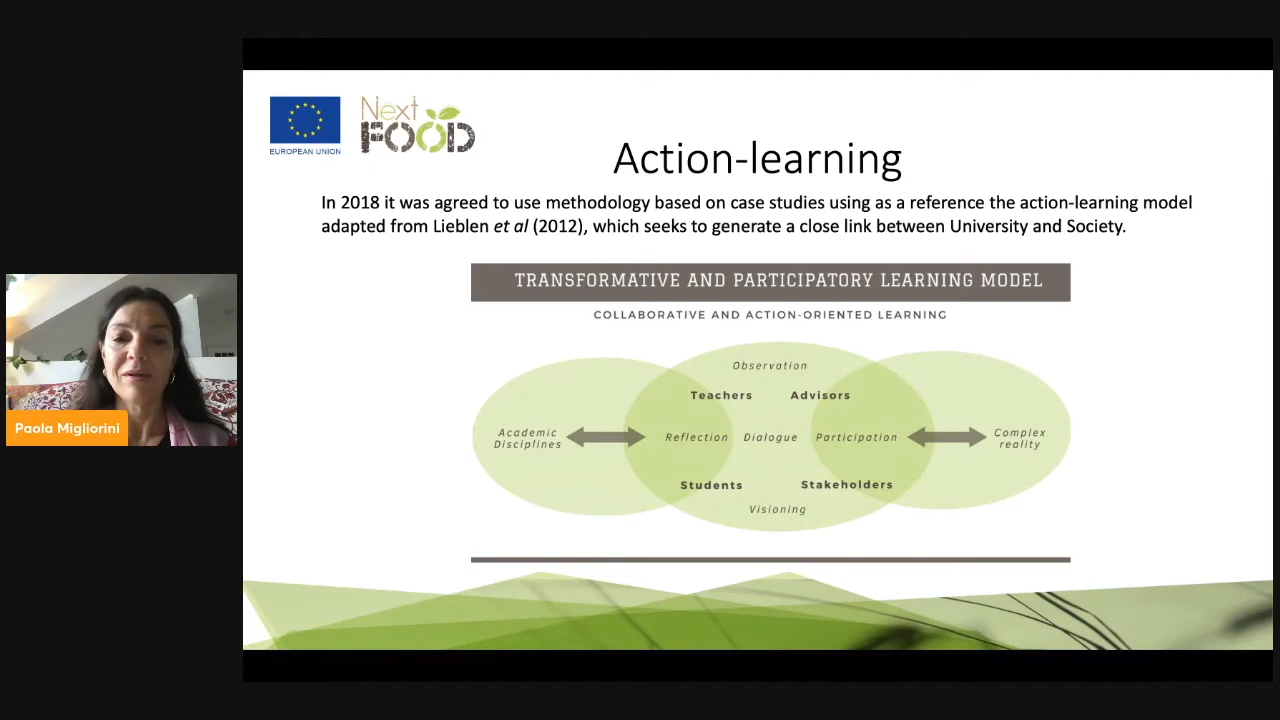 EUROPEAN UNION
Next
FOOD
Action-learning
In 2018 it was agreed to use methodology based on case studies using as a reference the action-learning model
adapted from Lieblen et al (2012), which seeks to generate a close link between University and Society.
TRANSFORMATIVE AND PARTICIPATORY LEARNING MODEL
COLLABORATIVE AND ACTION-ORIENTED LEARNING
Observation
Teachers Advisors
Academic
Disciplines
Reflection Dialogue Participation
Complex
reality
Students Stakeholders
Visioning
Paola Migliorini